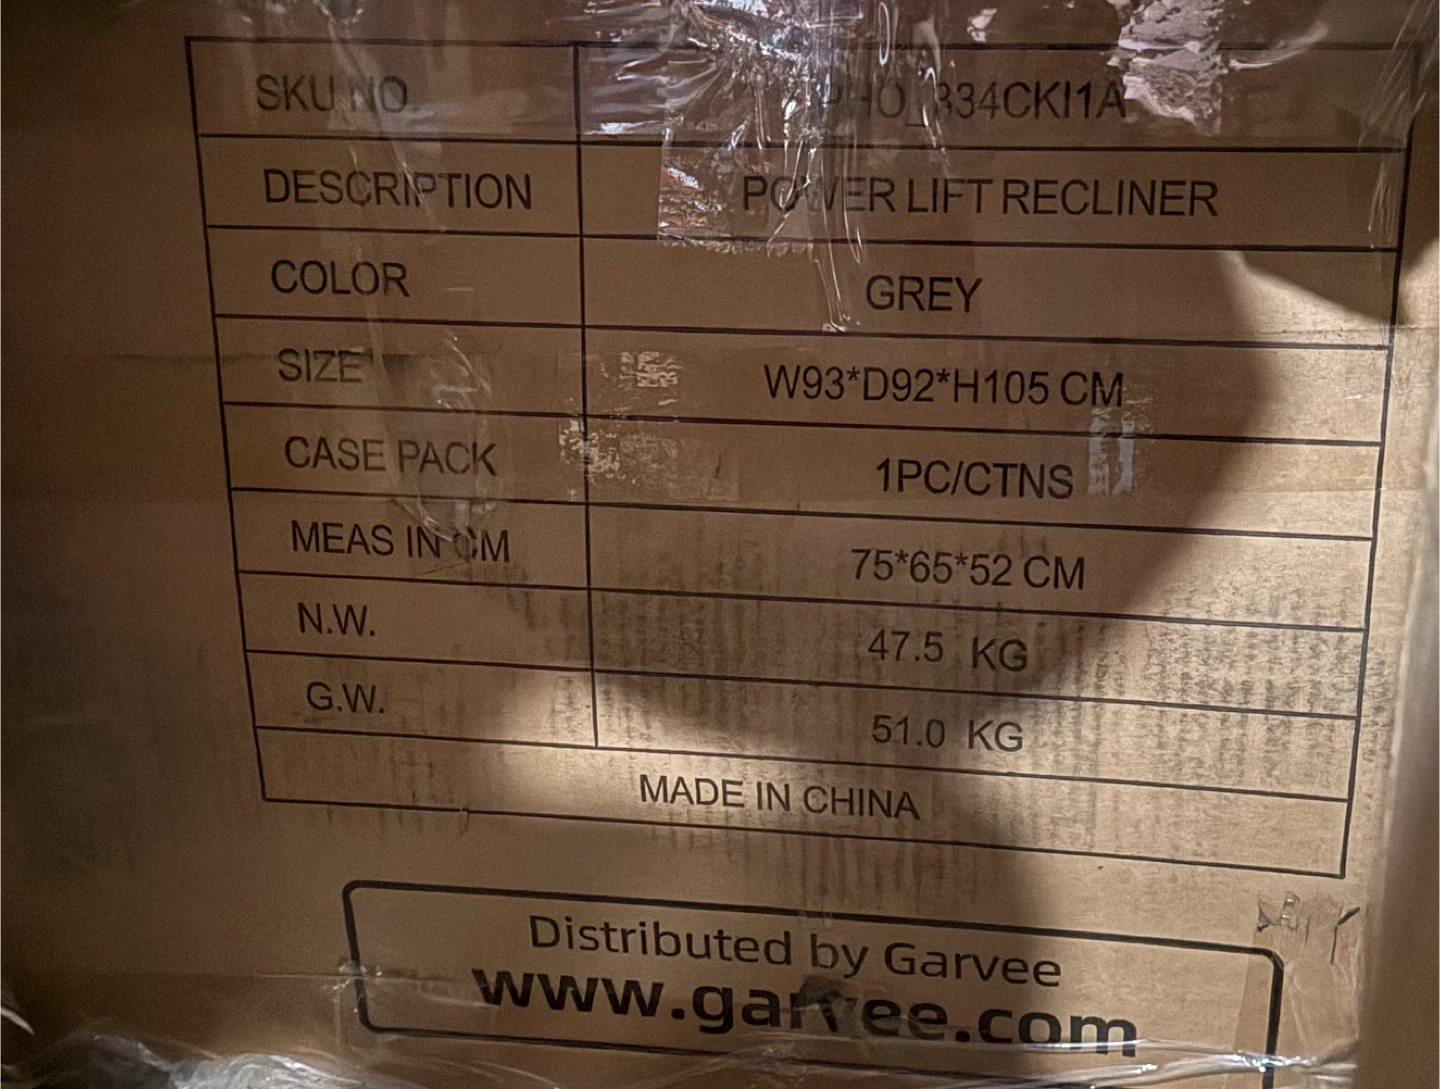 SKU NO
DESCRIPTION POWER LIFT RECLINER
COLOR GREY
SIZE W93*D92*H105 CM
CASE PACK 1PC/CTNS
MEAS IN CM 75*65*52 CM
N.W. 47.5 KG
G.W. 51.0 KG
MADE IN CHINA
Distributed by Garvee
www.garvee.com